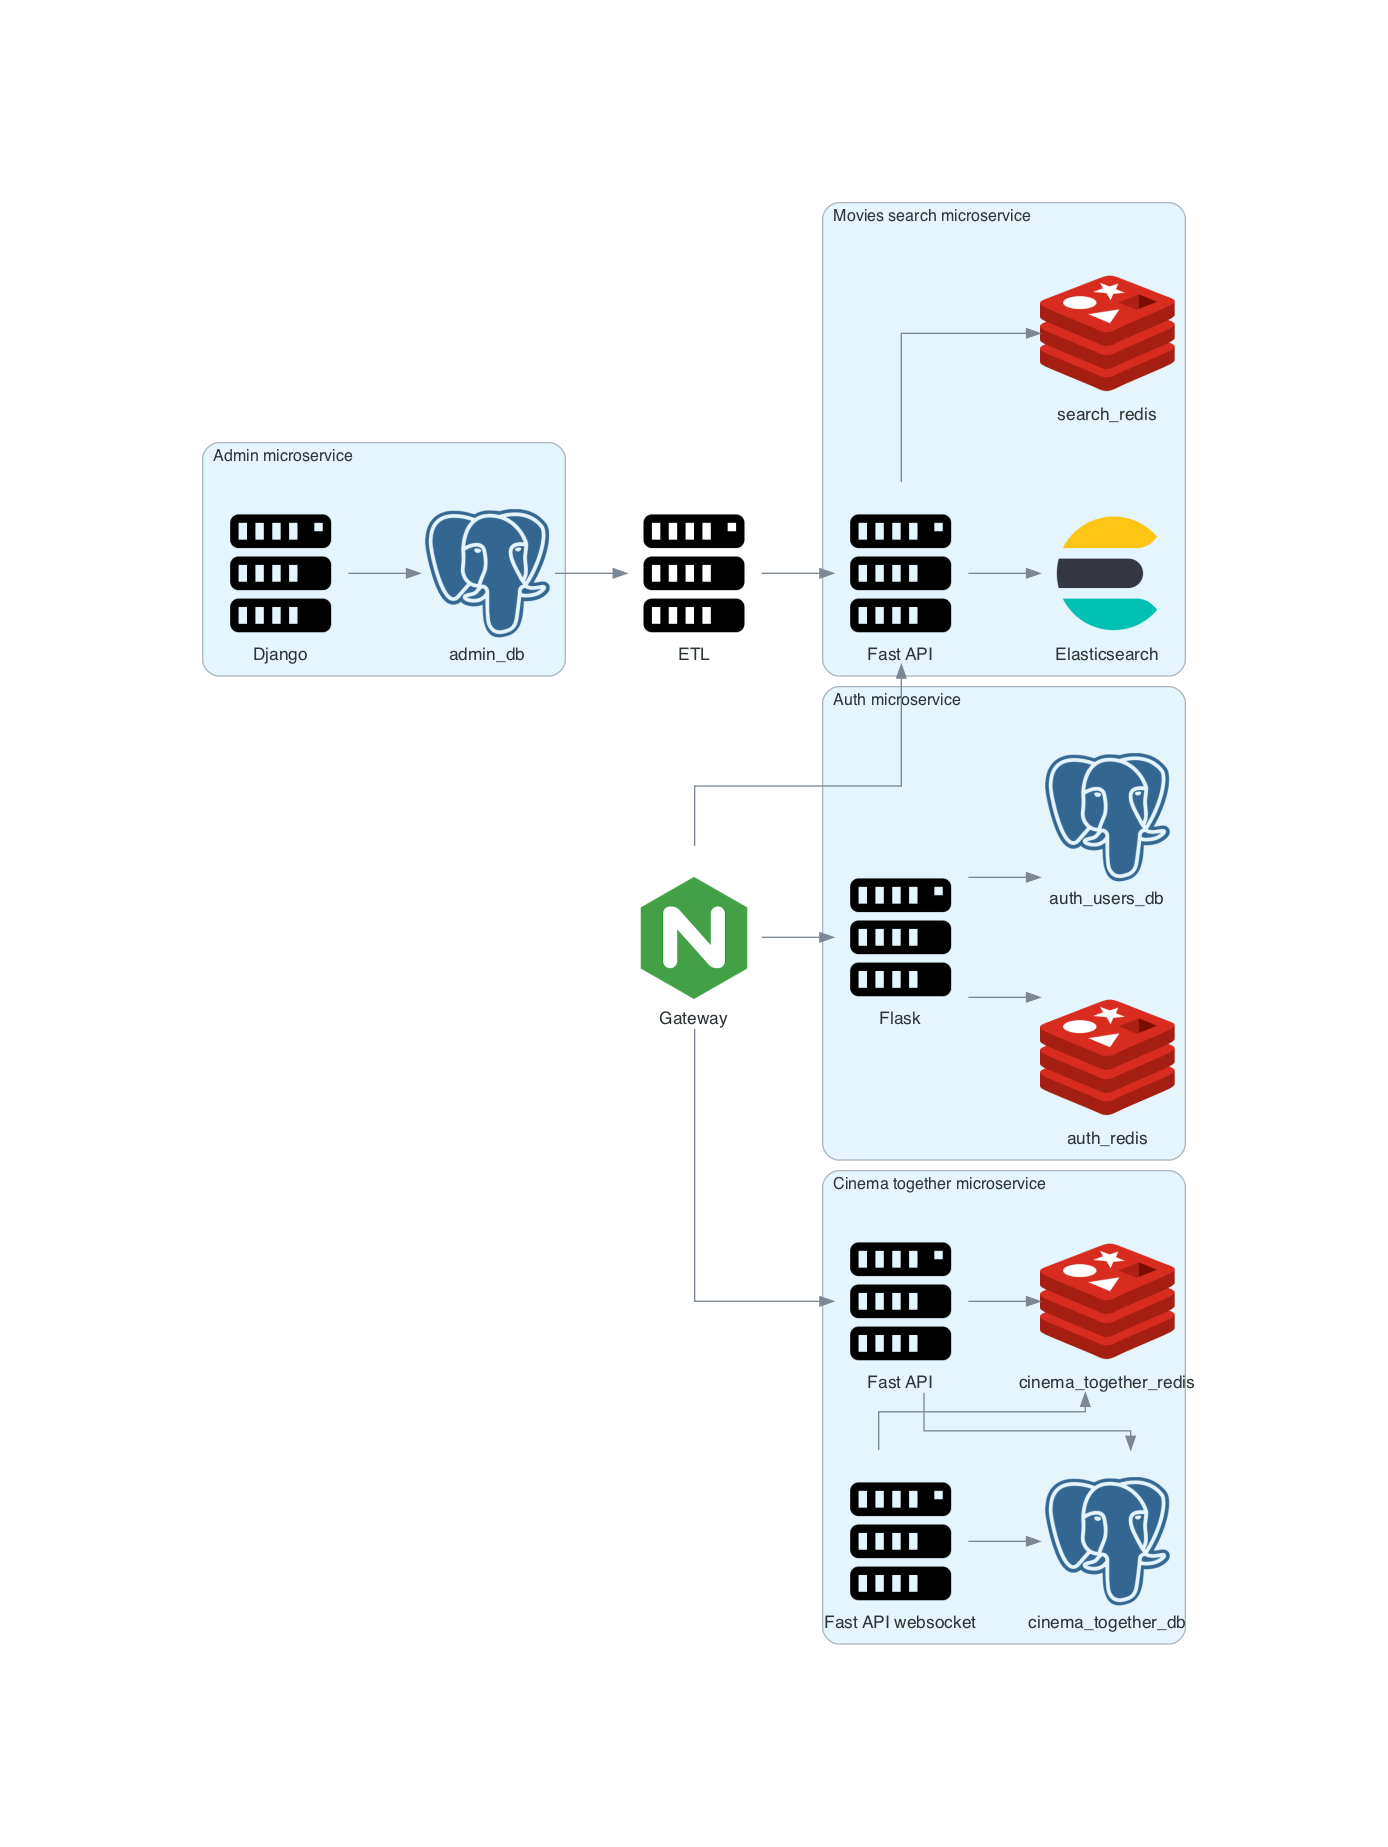 Movies search microservice
search_redis
Admin microservice
Django
admin_db
ETL
Fast API
Elasticsearch
Auth microservice
auth_users_db
Gateway
Flask
auth_redis
Cinema together microservice
Fast API
cinema_together_redis
Fast API websocket
cinema_together_db